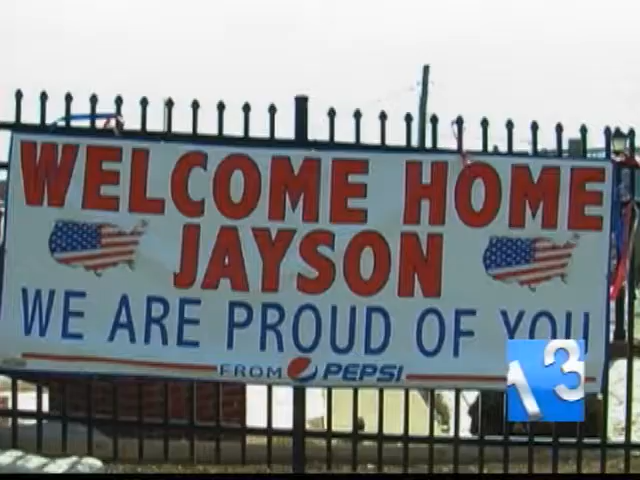 WELCOME HOME
JAYSON
WE ARE PROUD OF YOU
FROM PEPSI
13